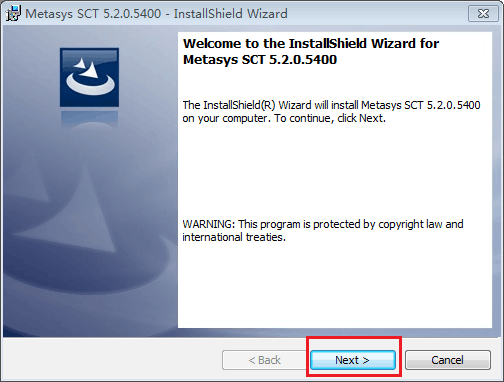 Metasys SCT 5.2.0.5400 - InstallShield Wizard
Welcome to the InstallShield Wizard for
Metasys SCT 5.2.0.5400
The InstallShield(R) Wizard will install Metasys SCT 5.2.0.5400
on your computer. To continue, click Next.
WARNING: This program is protected by copyright law and
international treaties.
< Back
Next >
Cancel